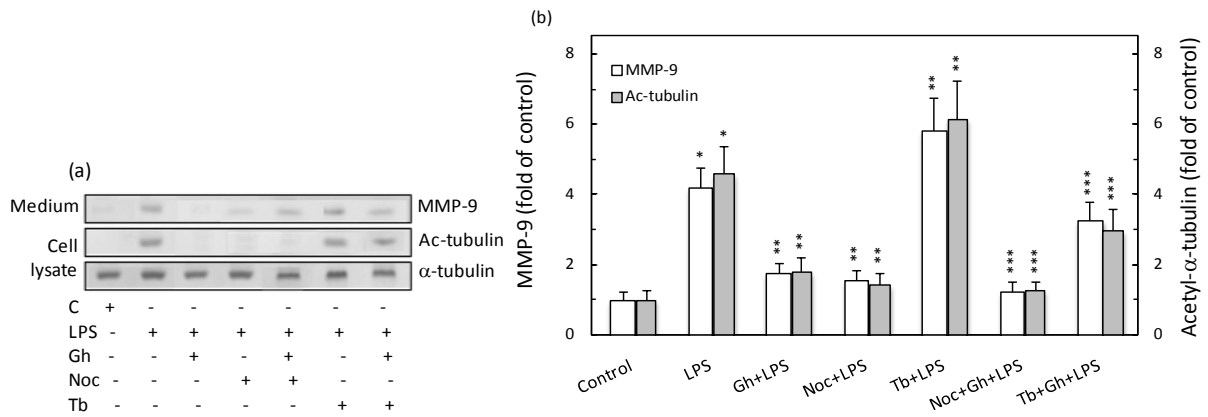 (a)
Medium MMP-9
Cell Ac-tubulin
lysate α-tubulin
C + - - - - - -
LPS - + + + + + +
Gh - - + - + - +
Noc - - - + + - -
Tb - - - - - + +
(b)
MMP-9 (fold of control)
8
6
4
2
0
MMP-9
Ac-tubulin
* *
** **
** **
** **
*** ***
*** ***
8
6
4
2
0
Acetyl-α-tubulin (fold of control)
Control LPS Gh+LPS Noc+LPS Tb+LPS Noc+Gh+LPS Tb+Gh+LPS